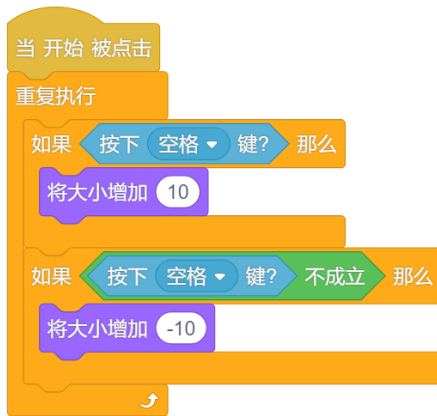 当 开始 被点击
重复执行
如果 按下 空格 键? 那么
将大小增加 10
如果 按下 空格 键? 不成立 那么
将大小增加 -10